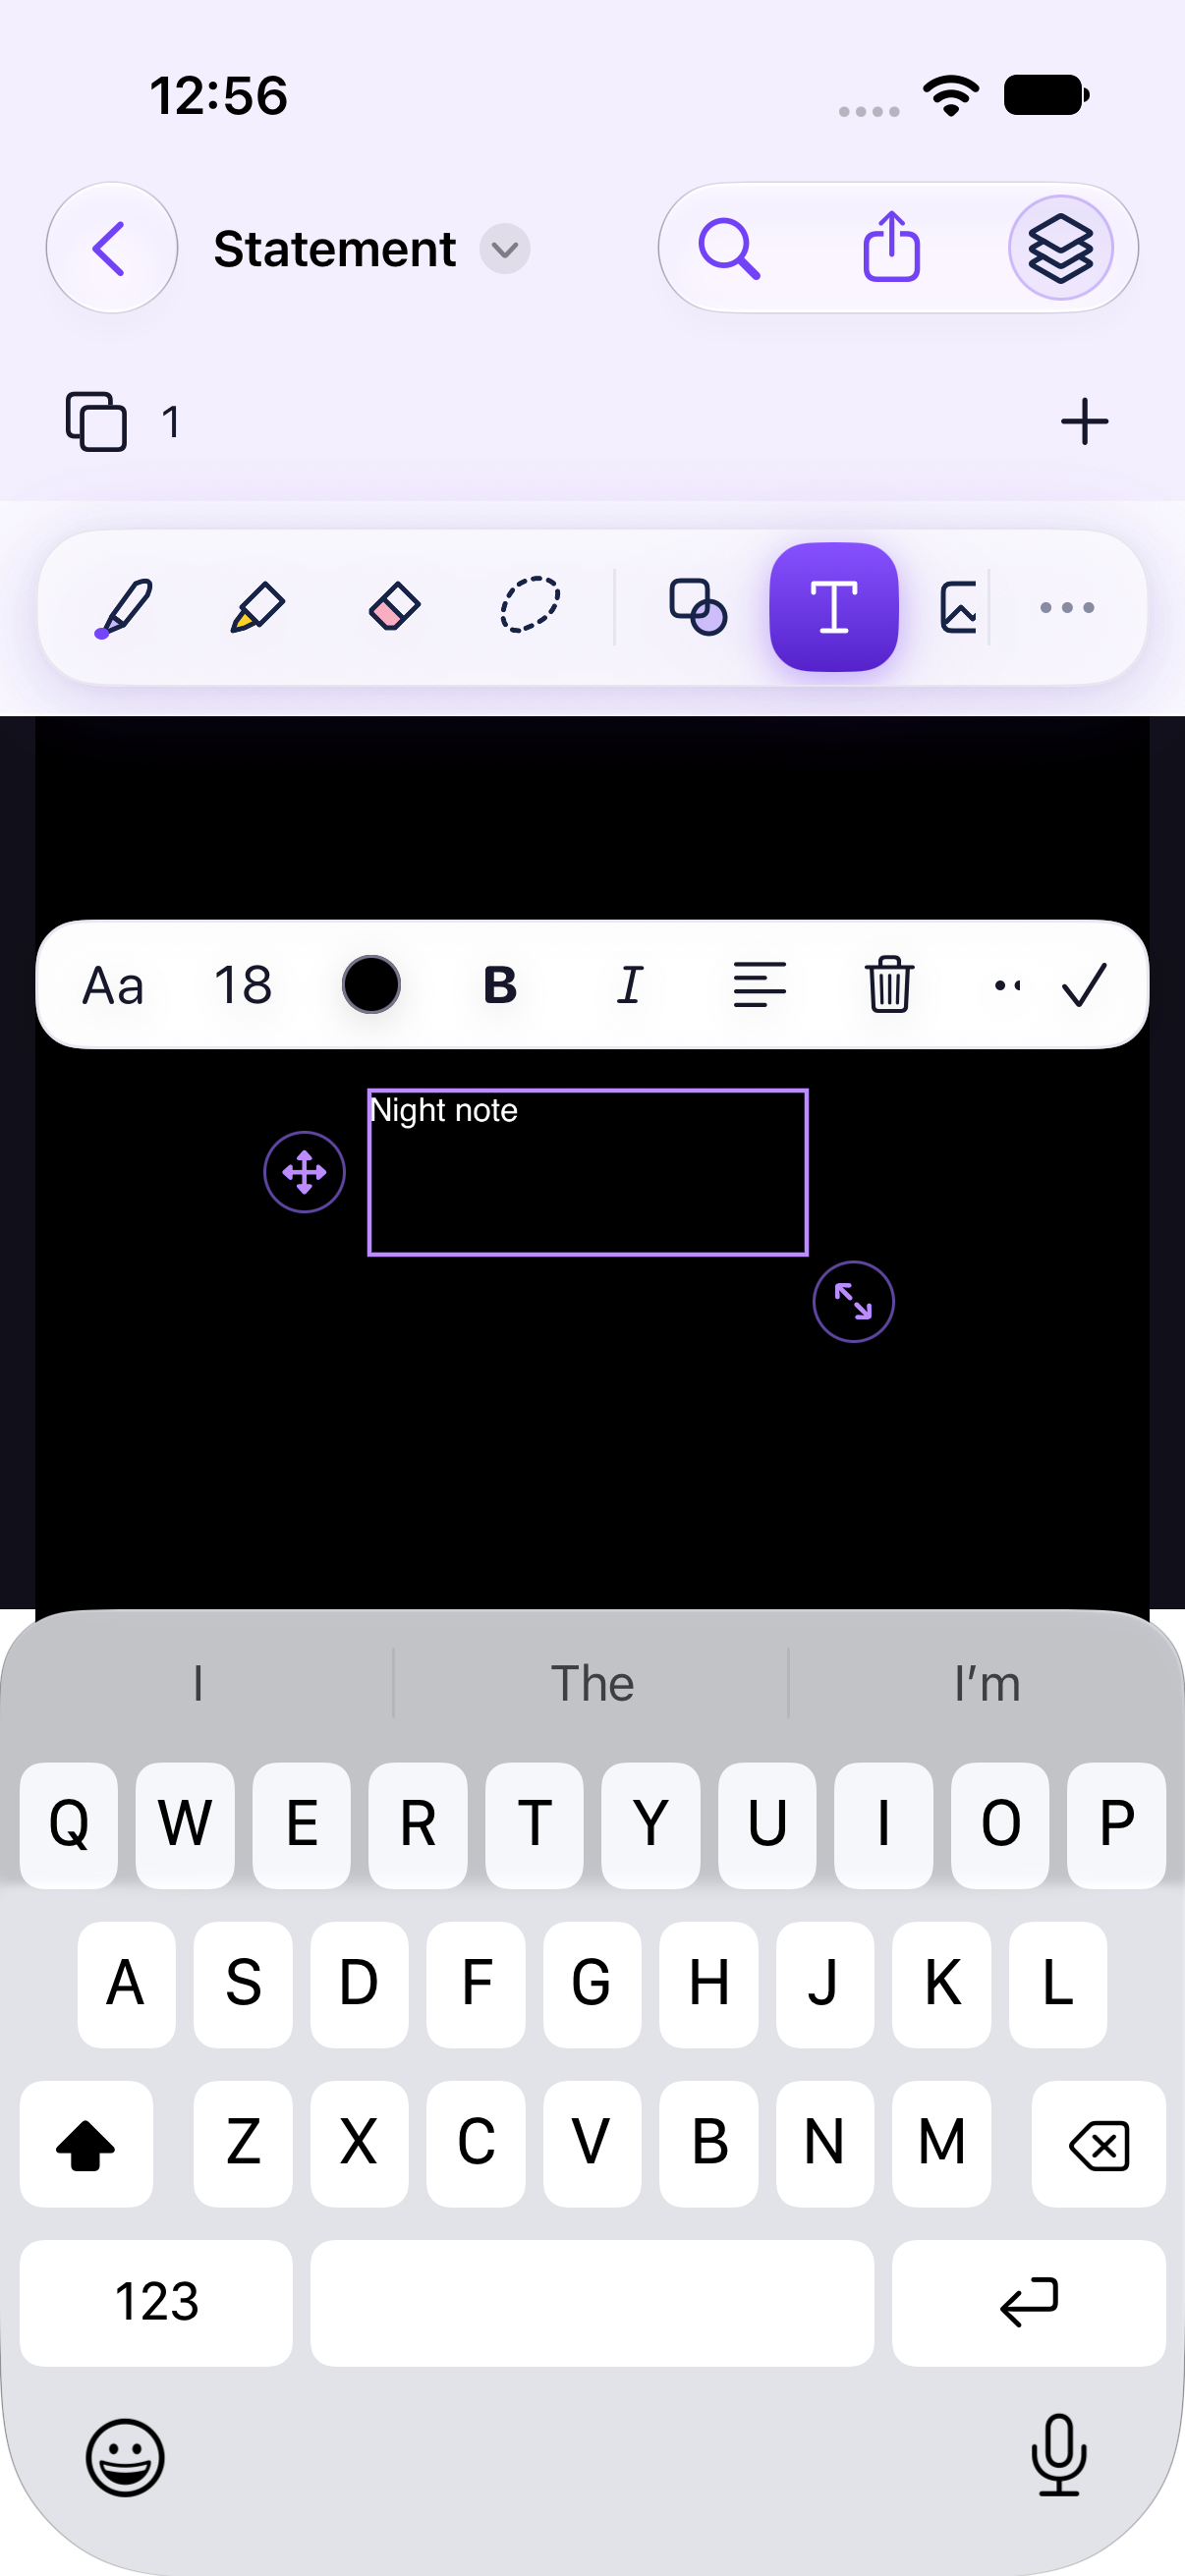 12:56
Statement
1
Aa 18 B I
Night note
I The I’m
Q W E R T Y U I O P
A S D F G H J K L
Z X C V B N M
123